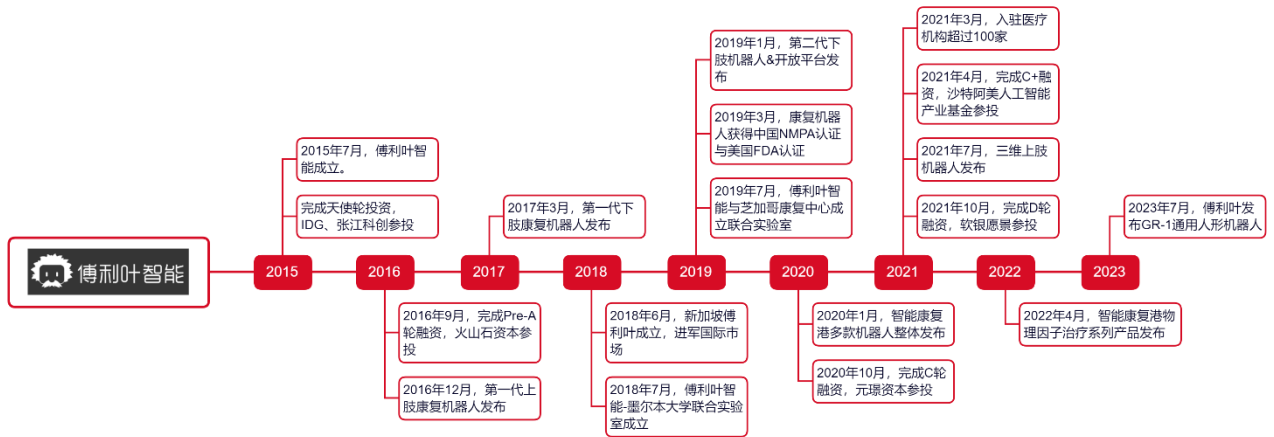 傅利叶智能
2015
2015年7月，傅利叶智
能成立。
完成天使轮投资，
IDG、张江科创参投
2016
2016年9月，完成Pre-A
轮融资，火山石资本参
投
2016年12月，第一代上
肢康复机器人发布
2017
2017年3月，第一代下
肢康复机器人发布
2018
2018年6月，新加坡傅
利叶成立，进军国际市
场
2018年7月，傅利叶智
能-墨尔本大学联合实验
室成立
2019
2019年1月，第二代下
肢机器人&开放平台发
布
2019年3月，康复机器
人获得中国NMPA认证
与美国FDA认证
2019年7月，傅利叶智
能与芝加哥康复中心成
立联合实验室
2020
2020年1月，智能康复
港多款机器人整体发布
2020年10月，完成C轮
融资，元璟资本参投
2021
2021年3月，入驻医疗
机构超过100家
2021年4月，完成C+融
资，沙特阿美人工智能
产业基金参投
2021年7月，三维上肢
机器人发布
2021年10月，完成D轮
融资，软银愿景参投
2022
2022年4月，智能康复港物
理因子治疗系列产品发布
2023
2023年7月，傅利叶发
布GR-1通用人形机器人